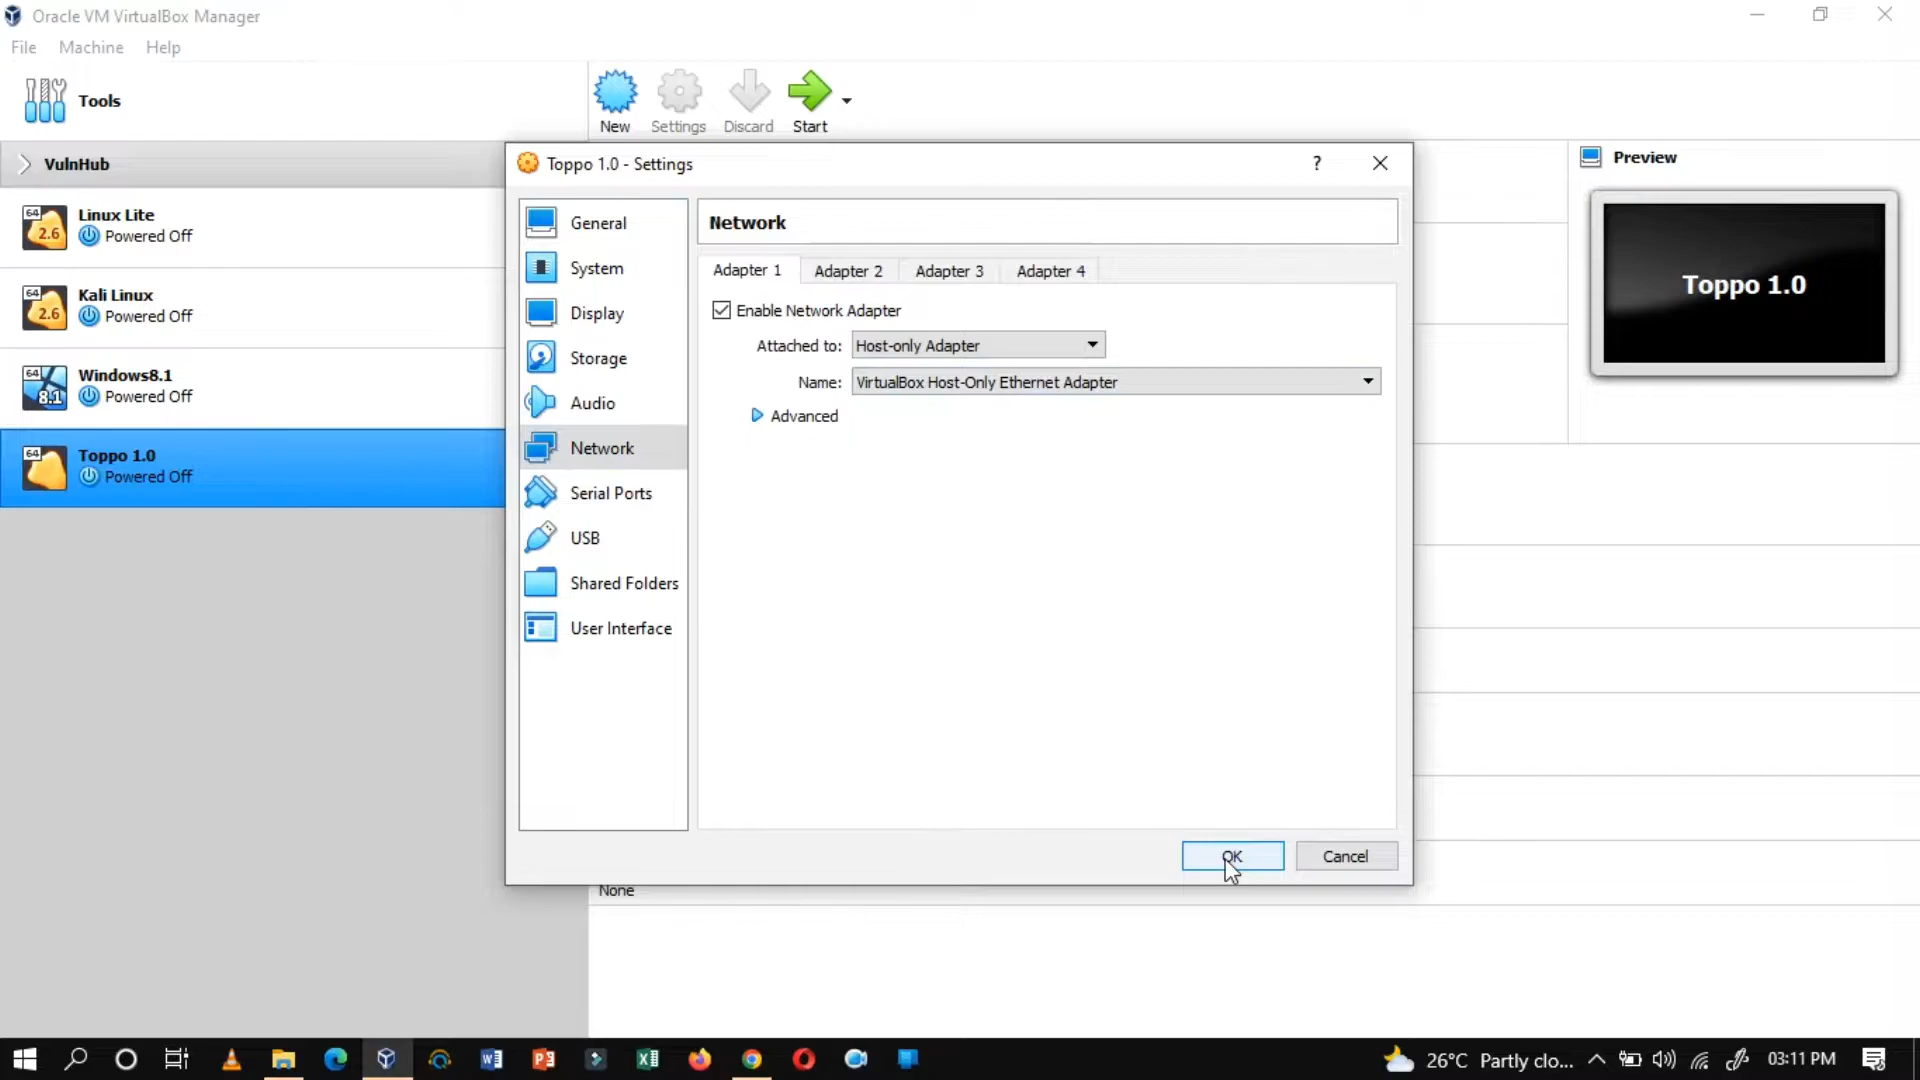 Oracle VM VirtualBox Manager
File Machine Help
Tools
New Settings Discard Start
VulnHub
64
2.6
Linux Lite
Powered Off
64
2.6
Kali Linux
Powered Off
64
8.1
Windows8.1
Powered Off
64
Toppo 1.0
Powered Off
Toppo 1.0 - Settings
?
General
System
Display
Storage
Audio
Network
Serial Ports
USB
Shared Folders
User Interface
Network
Adapter 1 Adapter 2 Adapter 3 Adapter 4
Enable Network Adapter
Attached to: Host-only Adapter
Name: VirtualBox Host-Only Ethernet Adapter
Advanced
OK Cancel
None
Preview
Toppo 1.0
26°C Partly clo... 03:11 PM